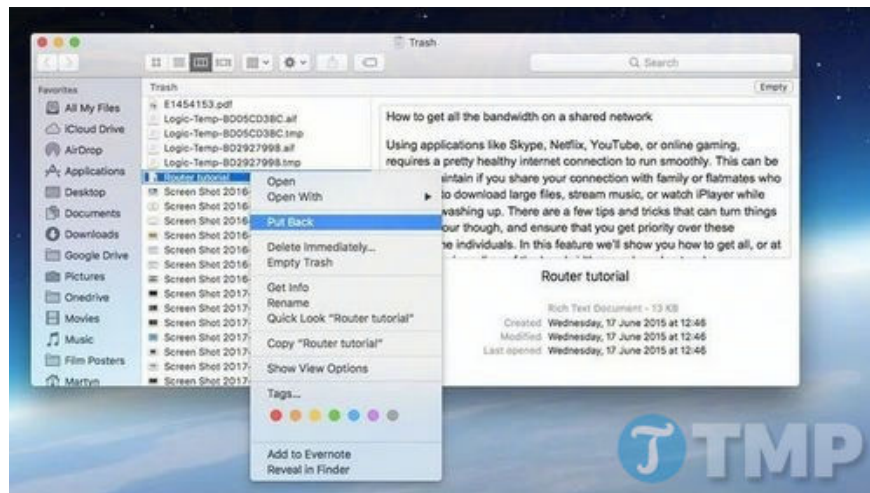 Trash
Search
Favorites
All My Files
iCloud Drive
AirDrop
Applications
Desktop
Documents
Downloads
Google Drive
Pictures
Onedrive
Movies
Music
Film Posters
Martyn
Trash
Empty
E1454153.pdf
Logic-Temp-BD05CD3BC.aif
Logic-Temp-BD05CD3BC.tmp
Logic-Temp-B02927998.aif
Logic-Temp-B02927998.tmp
Router tutorial
Screen Shot 2016-
Screen Shot 2016-
Screen Shot 2016-
Screen Shot 2016-
Screen Shot 2016-
Screen Shot 2016-
Screen Shot 2016-
Screen Shot 2017-
Screen Shot 2017-
Screen Shot 2017-
Screen Shot 2017-
Screen Shot 2017-
Screen Shot 2017-
Screen Shot 2017-
Open
Open With
Put Back
Delete Immediately...
Empty Trash
Get Info
Rename
Quick Look "Router tutorial"
Copy "Router tutorial"
Show View Options
Tags...
Add to Evernote
Reveal in Finder
How to get all the bandwidth on a shared network
Using applications like Skype, Netflix, YouTube, or online gaming,
requires a pretty healthy internet connection to run smoothly. This can be
intain if you share your connection with family or flatmates who
to download large files, stream music, or watch iPlayer while
washing up. There are a few tips and tricks that can turn things
our though, and ensure that you get priority over these
e individuals. In this feature we'll show you how to get all, or at
Router tutorial
Rich Text Document - 13 KB
Created Wednesday, 17 June 2015 at 12:46
Modified Wednesday, 17 June 2015 at 12:46
Last opened Wednesday, 17 June 2015 at 12:46
TMP